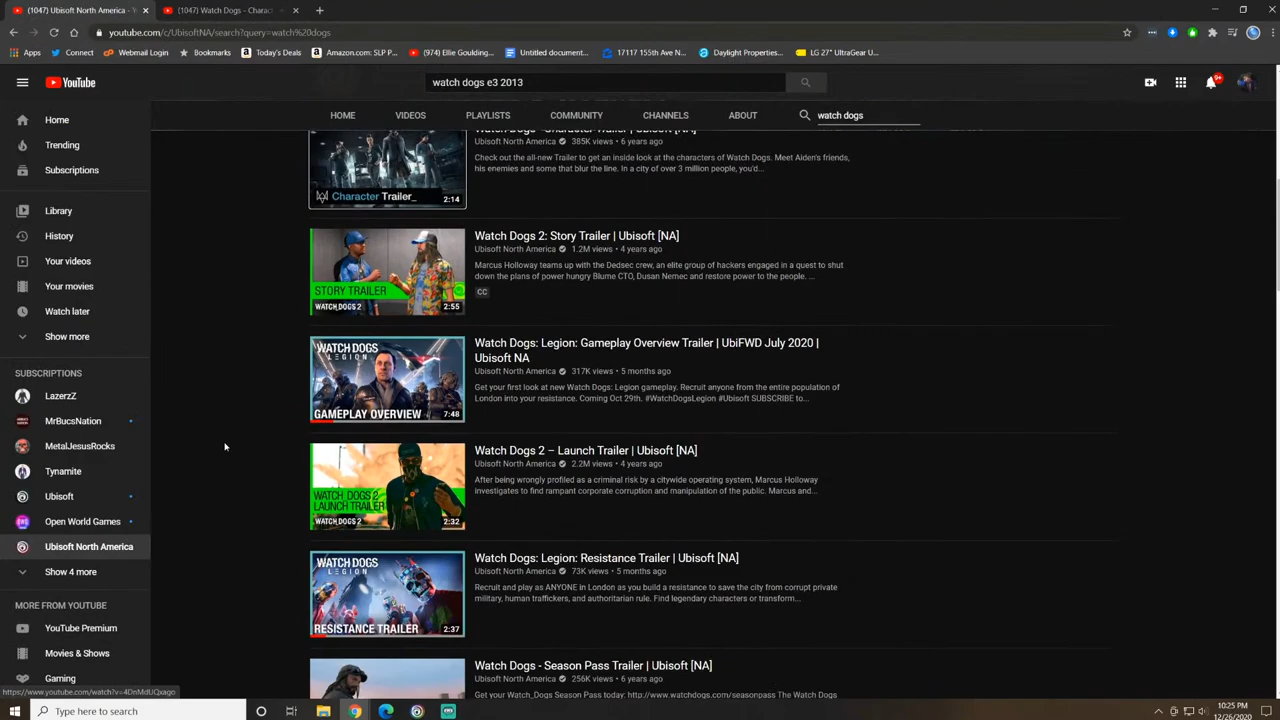 (1047) Ubisoft North America - Y
(1047) Watch Dogs - Charact
youtube.com/c/UbisoftNA/search?query=watch%20dogs
Apps
Connect
Webmail Login
Bookmarks
Today's Deals
Amazon.com: SLP P...
(974) Ellie Goulding...
Untitled document...
17117 155th Ave N...
Daylight Properties...
LG 27" UltraGear U...
YouTube
watch dogs e3 2013
9+
HOME
VIDEOS
PLAYLISTS
COMMUNITY
CHANNELS
ABOUT
watch dogs
Home
Trending
Subscriptions
Library
History
Your videos
Your movies
Watch later
Show more
SUBSCRIPTIONS
LazerzZ
MrBucsNation
MetalJesusRocks
Tynamite
Ubisoft
Open World Games
Ubisoft North America
Show 4 more
MORE FROM YOUTUBE
YouTube Premium
Movies & Shows
Gaming
Character Trailer_
2:14
Watch Dogs - Character Trailer | Ubisoft [NA]
Ubisoft North America 385K views • 6 years ago
Check out the all-new Trailer to get an inside look at the characters of Watch Dogs. Meet Aiden's friends,
his enemies and some that blur the line. In a city of over 3 million people, you'd...
STORY TRAILER
WATCH DOGS 2
2:55
Watch Dogs 2: Story Trailer | Ubisoft [NA]
Ubisoft North America 1.2M views • 4 years ago
Marcus Holloway teams up with the Dedsec crew, an elite group of hackers engaged in a quest to shut
down the plans of power hungry Blume CTO, Dusan Nemec and restore power to the people. ...
CC
WATCH DOGS
LEGION
GAMEPLAY OVERVIEW
7:48
Watch Dogs: Legion: Gameplay Overview Trailer | UbiFWD July 2020 |
Ubisoft NA
Ubisoft North America 317K views • 5 months ago
Get your first look at new Watch Dogs: Legion gameplay. Recruit anyone from the entire population of
London into your resistance. Coming Oct 29th. #WatchDogsLegion #Ubisoft SUBSCRIBE to...
WATCH_DOGS 2
LAUNCH TRAILER
WATCH DOGS 2
2:32
Watch Dogs 2 – Launch Trailer | Ubisoft [NA]
Ubisoft North America 2.2M views • 4 years ago
After being wrongly profiled as a criminal risk by a citywide operating system, Marcus Holloway
investigates to find rampant corporate corruption and manipulation of the public. Marcus and...
WATCH DOGS
LEGION
RESISTANCE TRAILER
2:37
Watch Dogs: Legion: Resistance Trailer | Ubisoft [NA]
Ubisoft North America 73K views • 5 months ago
Recruit and play as ANYONE in London as you build a resistance to save the city from corrupt private
military, human traffickers, and authoritarian rule. Find legendary characters or transform...
Watch Dogs - Season Pass Trailer | Ubisoft [NA]
Ubisoft North America 256K views • 6 years ago
Get your Watch_Dogs Season Pass today: http://www.watchdogs.com/seasonpass The Watch Dogs
https://www.youtube.com/watch?v=4DnMdUQxago
Type here to search
10:25 PM
12/26/2020